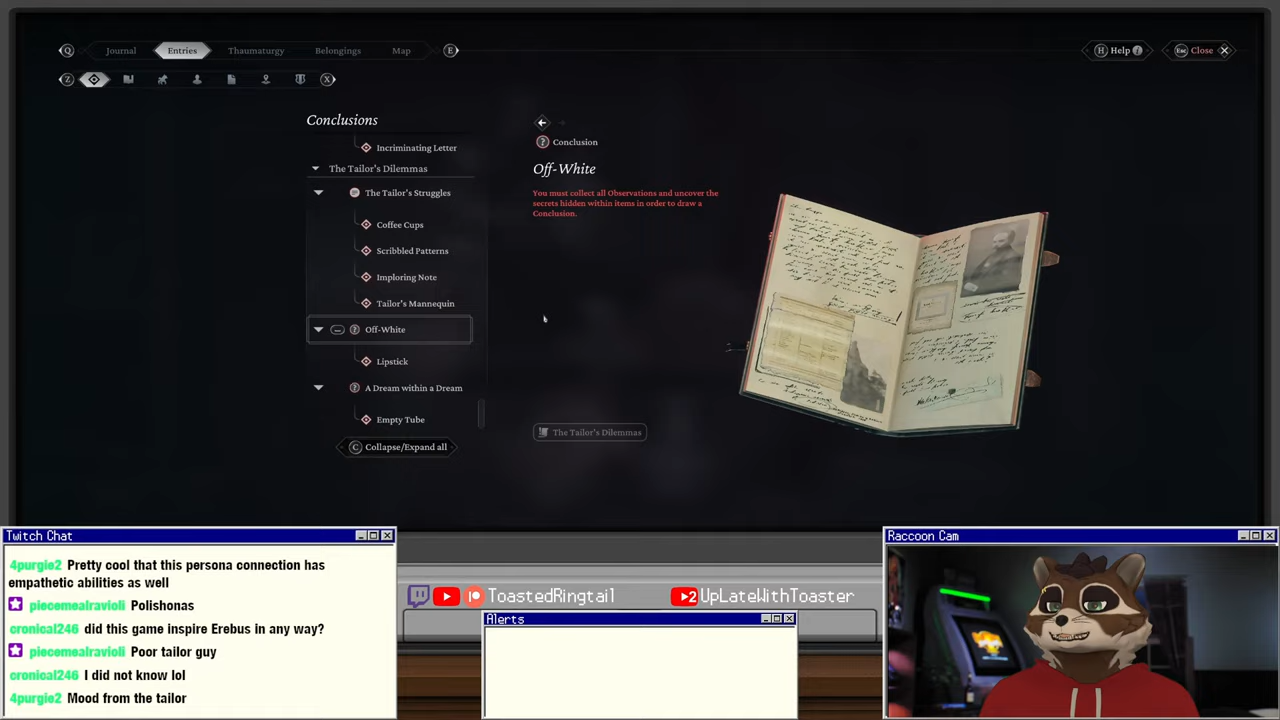 Q
Journal
Entries
Thaumaturgy
Belongings
Map
E
H Help i
Esc Close
Z
X
Conclusions
Incriminating Letter
The Tailor's Dilemmas
The Tailor's Struggles
Coffee Cups
Scribbled Patterns
Imploring Note
Tailor's Mannequin
? Off-White
Lipstick
? A Dream within a Dream
Empty Tube
C Collapse/Expand all
? Conclusion
Off-White
You must collect all Observations and uncover the
secrets hidden within items in order to draw a
Conclusion.
The Tailor's Dilemmas
Twitch Chat
4purgie2 Pretty cool that this persona connection has
empathetic abilities as well
piecemealravioli Polishonas
cronical246 did this game inspire Erebus in any way?
piecemealravioli Poor tailor guy
cronical246 I did not know lol
4purgie2 Mood from the tailor
ToastedRingtail
2 UpLateWithToaster
Alerts
Raccoon Cam